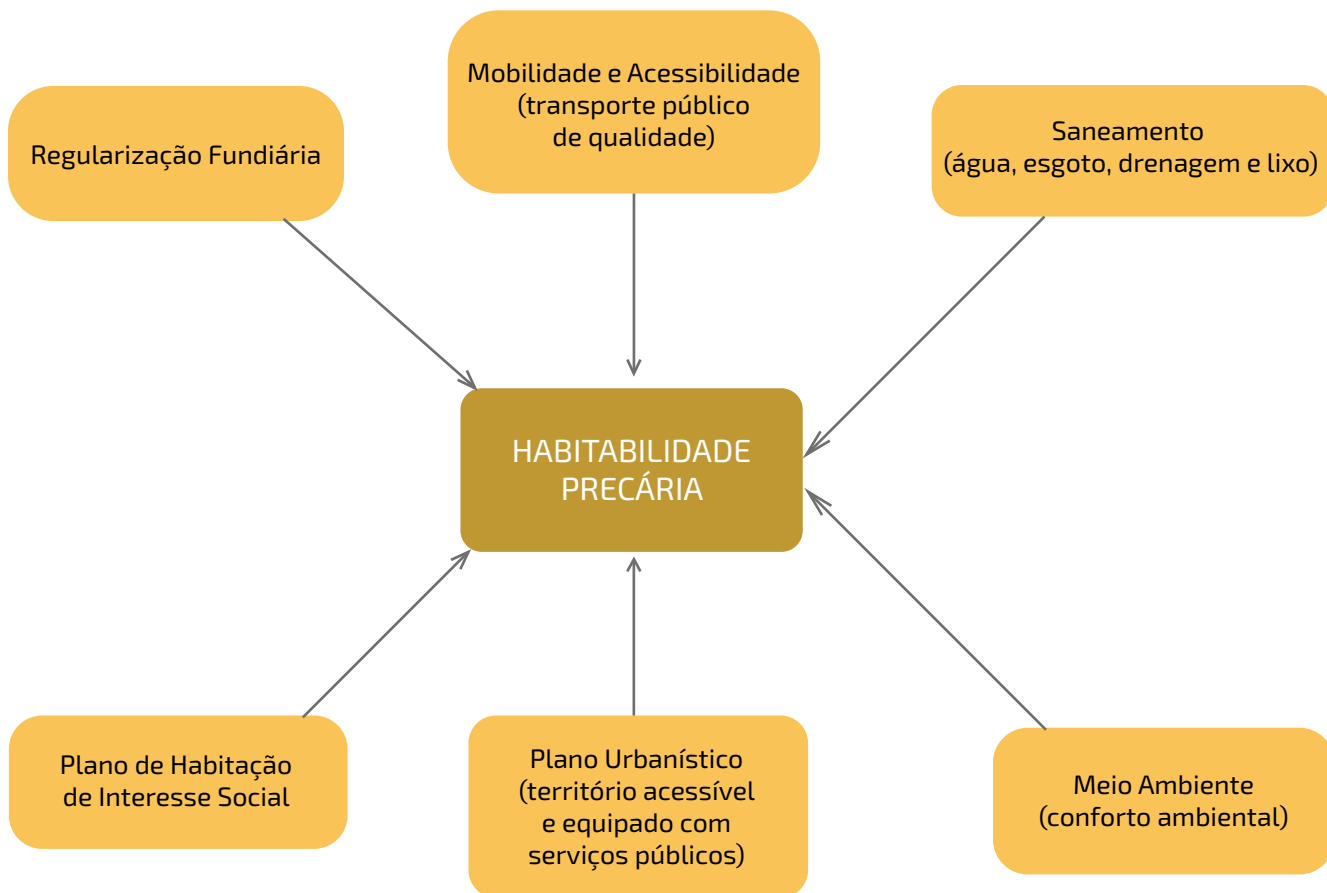 Mobilidade e Acessibilidade
(transporte público
de qualidade)
Regularização Fundiária
Saneamento
(água, esgoto, drenagem e lixo)
HABITABILIDADE
PRECÁRIA
Plano de Habitação
de Interesse Social
Plano Urbanístico
(território acessível
e equipado com
serviços públicos)
Meio Ambiente
(conforto ambiental)